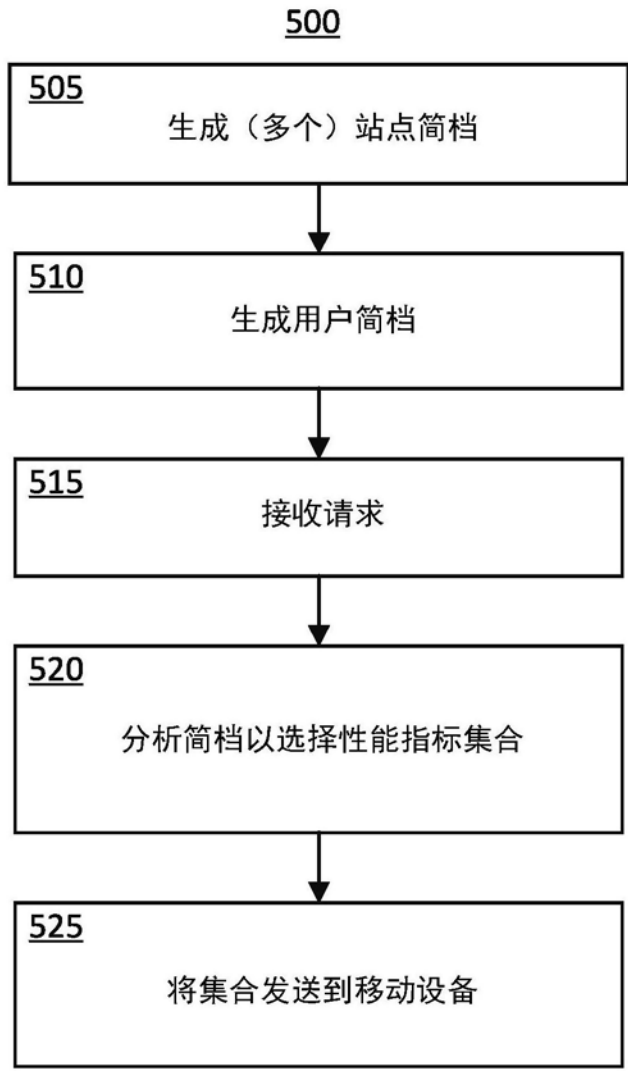 500
505
生成（多个）站点简档
510
生成用户简档
515
接收请求
520
分析简档以选择性能指标集合
525
将集合发送到移动设备